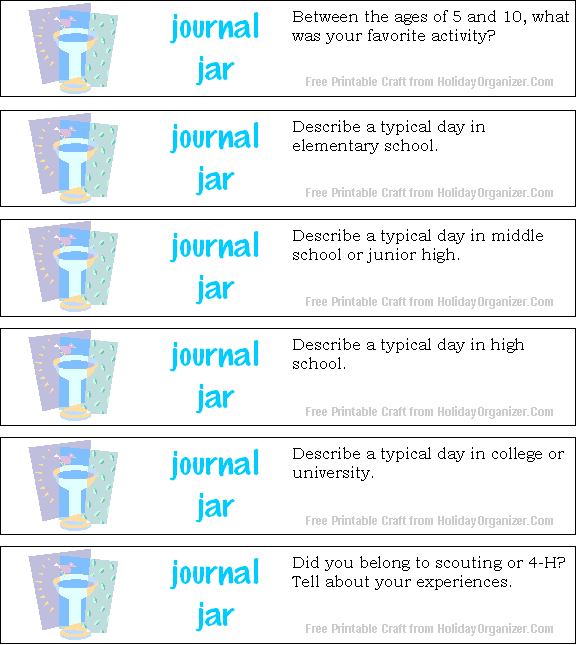 journal
jar
Between the ages of 5 and 10, what
was your favorite activity?
Free Printable Craft from HolidayOrganizer.Com
journal
jar
Describe a typical day in
elementary school.
Free Printable Craft from HolidayOrganizer.Com
journal
jar
Describe a typical day in middle
school or junior high.
Free Printable Craft from HolidayOrganizer.Com
journal
jar
Describe a typical day in high
school.
Free Printable Craft from HolidayOrganizer.Com
journal
jar
Describe a typical day in college or
university.
Free Printable Craft from HolidayOrganizer.Com
journal
jar
Did you belong to scouting or 4-H?
Tell about your experiences.
Free Printable Craft from HolidayOrganizer.Com